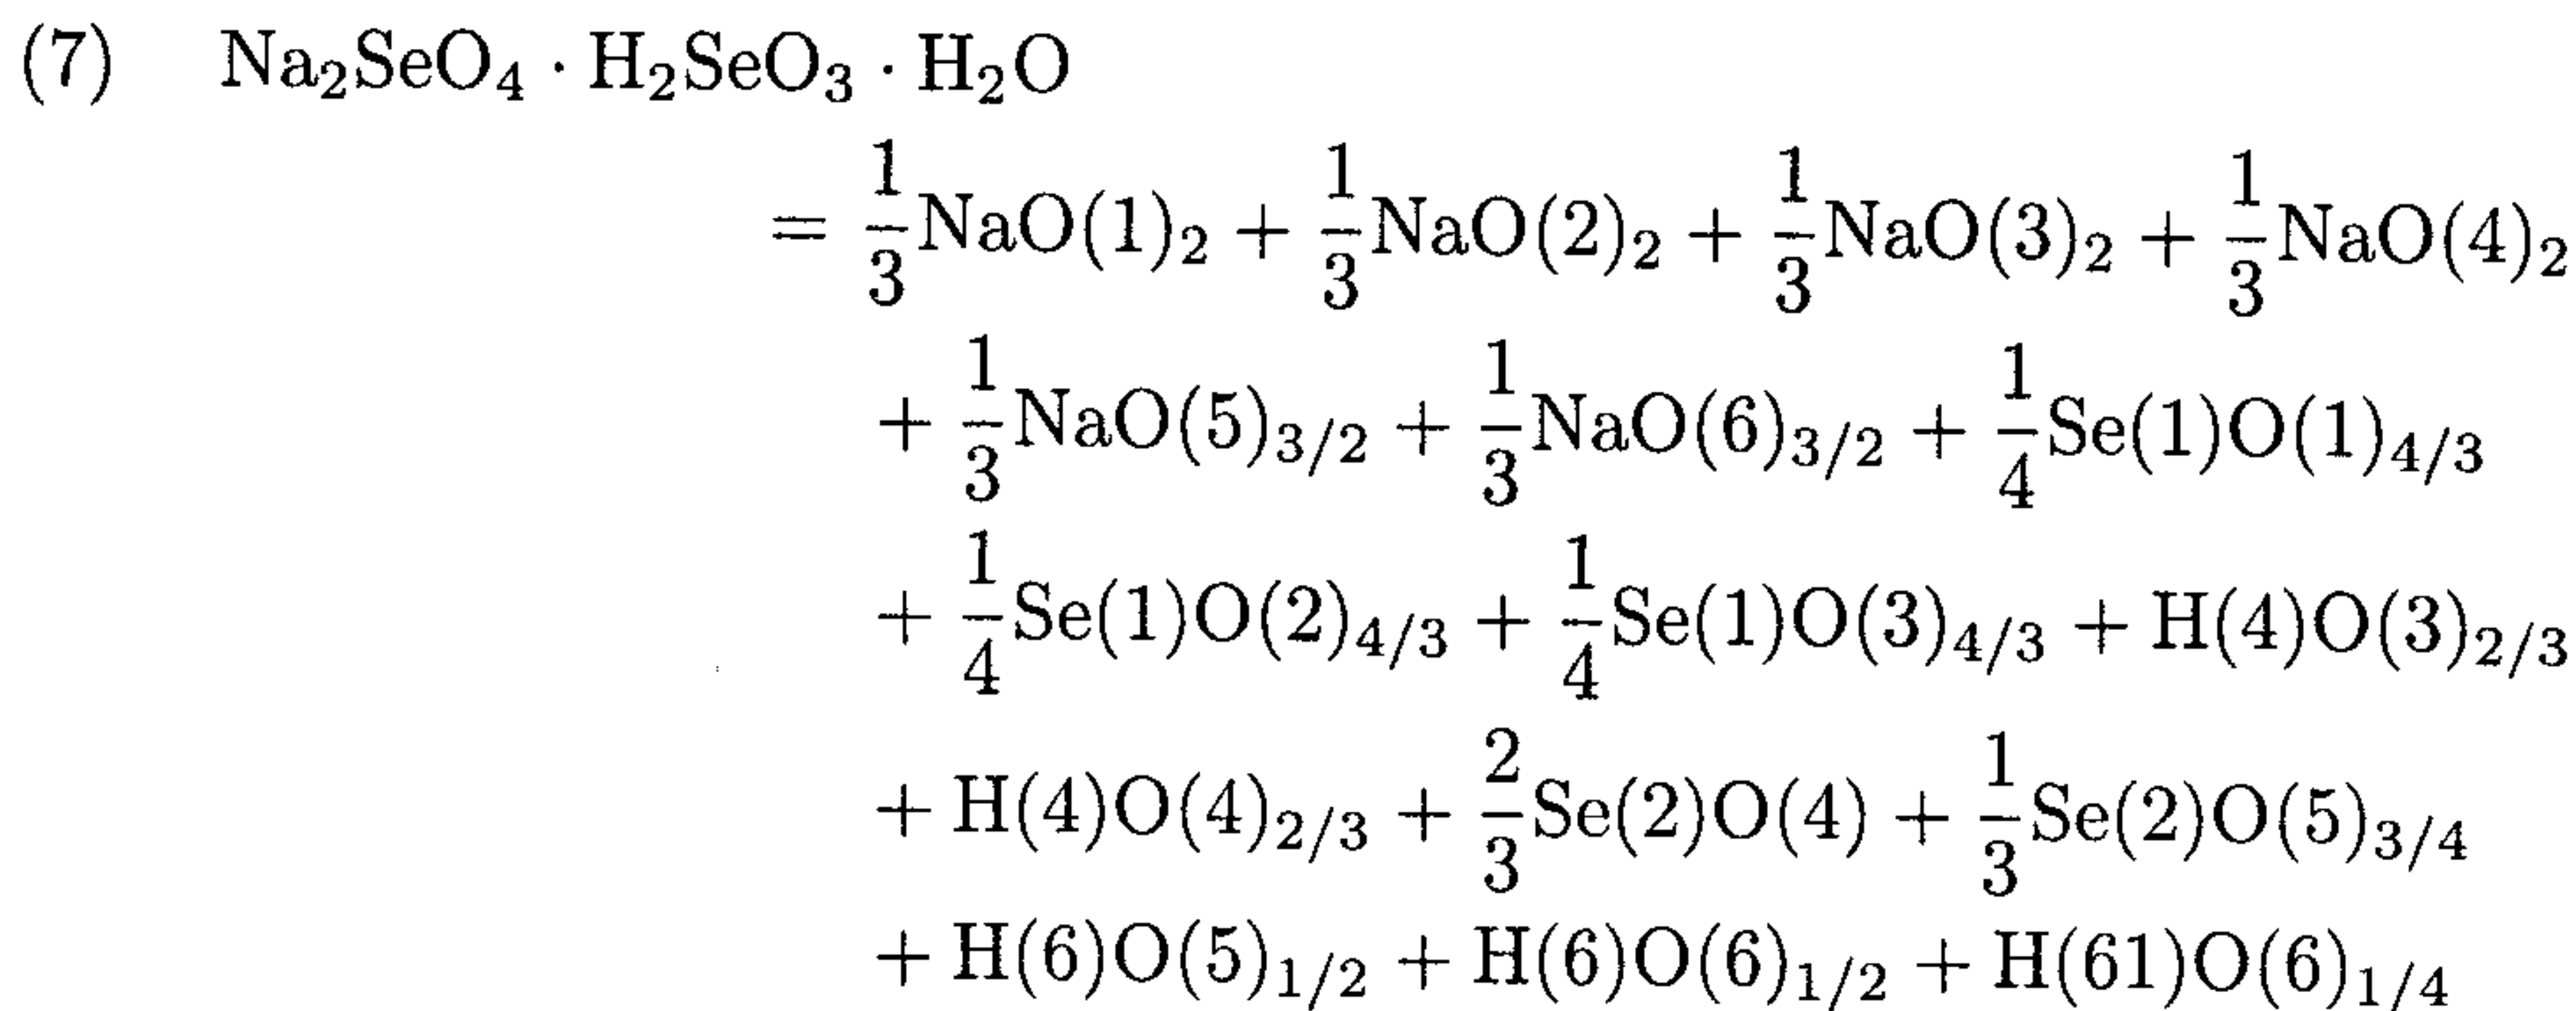 (7) Na₂SeO₄ · H₂SeO₃ · H₂O
= 1/3 NaO(1)₂ + 1/3 NaO(2)₂ + 1/3 NaO(3)₂ + 1/3 NaO(4)₂
+ 1/3 NaO(5)₃/₂ + 1/3 NaO(6)₃/₂ + 1/4 Se(1)O(1)₄/₃
+ 1/4 Se(1)O(2)₄/₃ + 1/4 Se(1)O(3)₄/₃ + H(4)O(3)₂/₃
+ H(4)O(4)₂/₃ + 2/3 Se(2)O(4) + 1/3 Se(2)O(5)₃/₄
+ H(6)O(5)₁/₂ + H(6)O(6)₁/₂ + H(61)O(6)₁/₄